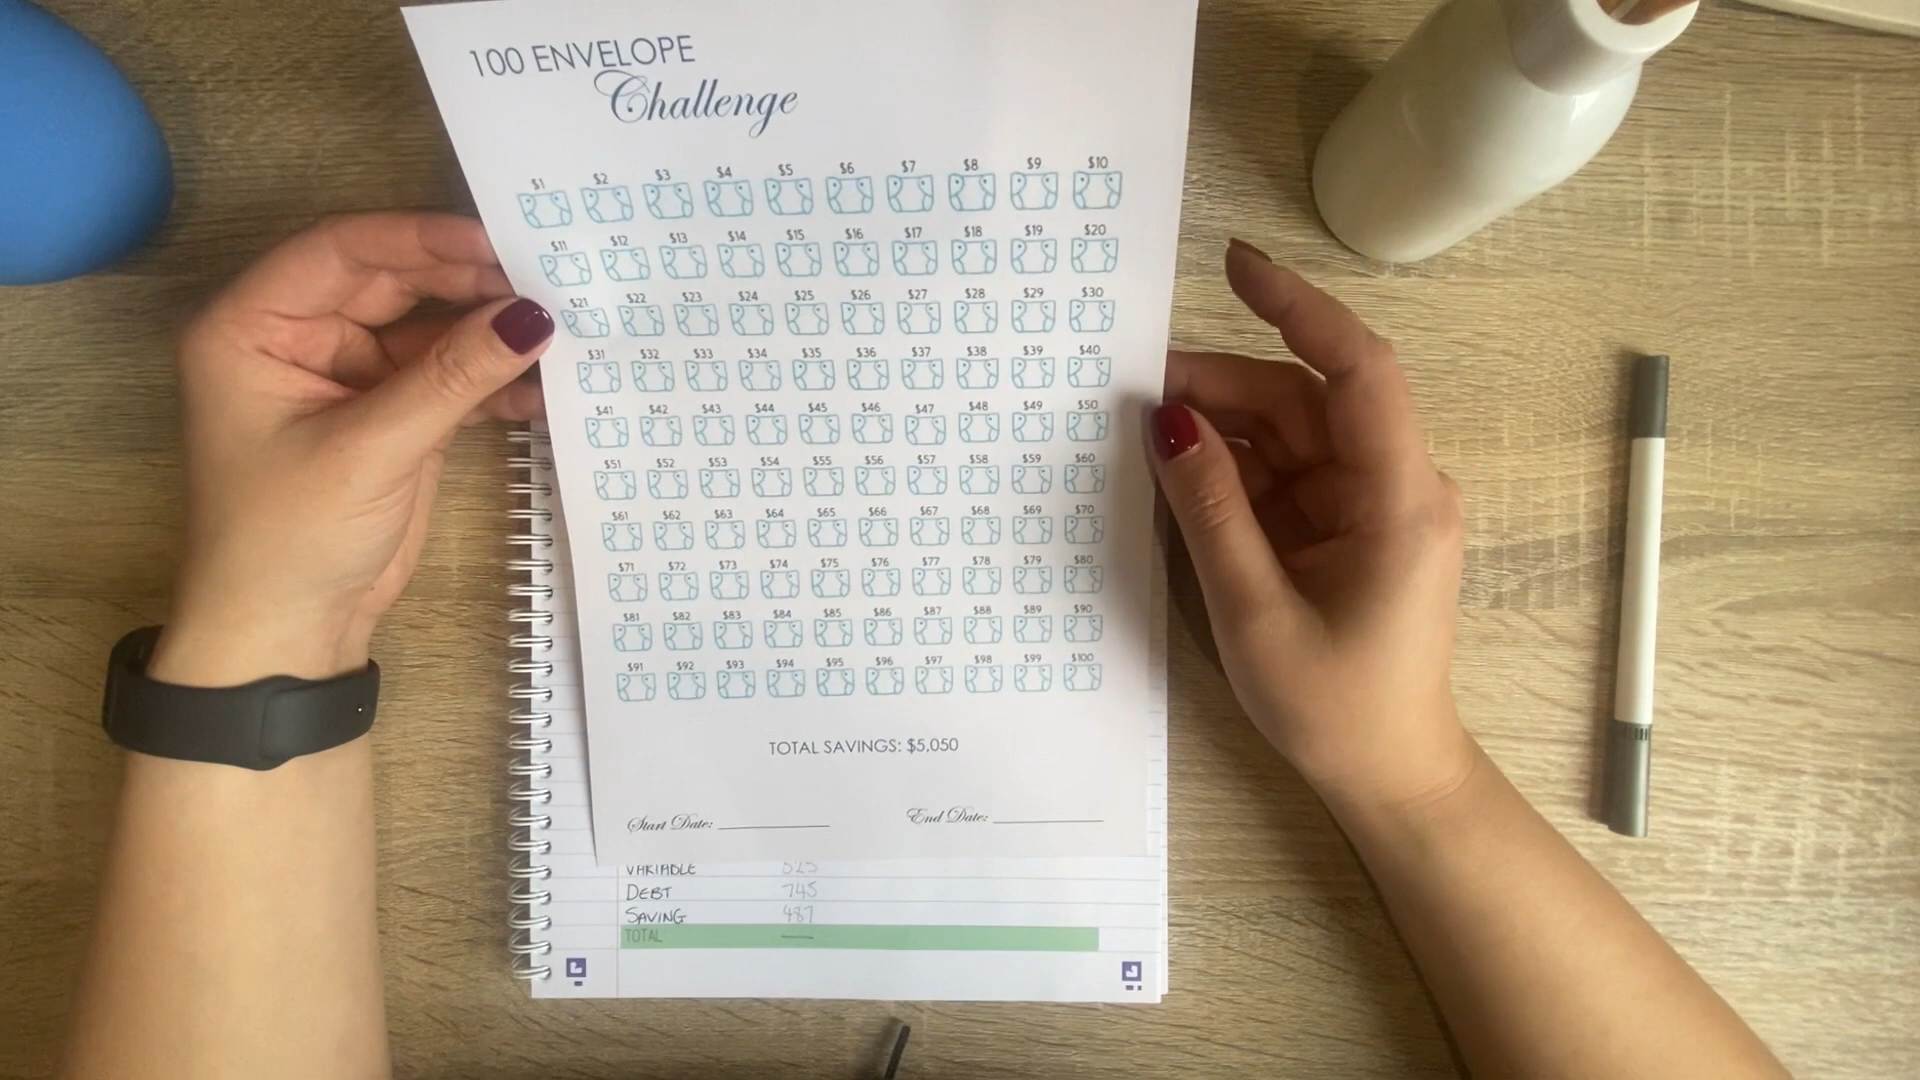 100 ENVELOPE
Challenge
$1 $2 $3 $4 $5 $6 $7 $8 $9 $10
$11 $12 $13 $14 $15 $16 $17 $18 $19 $20
$21 $22 $23 $24 $25 $26 $27 $28 $29 $30
$31 $32 $33 $34 $35 $36 $37 $38 $39 $40
$41 $42 $43 $44 $45 $46 $47 $48 $49 $50
$51 $52 $53 $54 $55 $56 $57 $58 $59 $60
$61 $62 $63 $64 $65 $66 $67 $68 $69 $70
$71 $72 $73 $74 $75 $76 $77 $78 $79 $80
$81 $82 $83 $84 $85 $86 $87 $88 $89 $90
$91 $92 $93 $94 $95 $96 $97 $98 $99 $100
TOTAL SAVINGS: $5,050
Start Date: End Date:
VARIABLE
DEBT 745
SAVING 487
TOTAL —